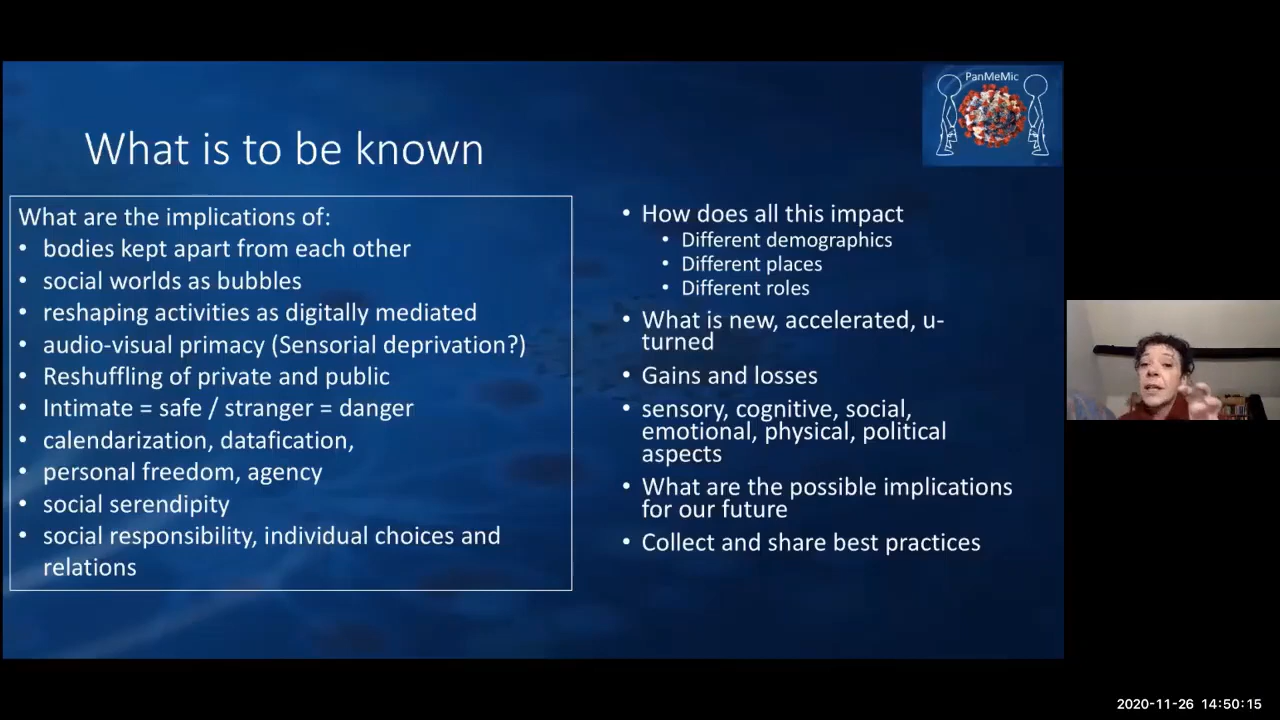 PanMeMic
What is to be known
What are the implications of:
• bodies kept apart from each other
• social worlds as bubbles
• reshaping activities as digitally mediated
• audio-visual primacy (Sensorial deprivation?)
• Reshuffling of private and public
• Intimate = safe / stranger = danger
• calendarization, datafication,
• personal freedom, agency
• social serendipity
• social responsibility, individual choices and
relations
• How does all this impact
• Different demographics
• Different places
• Different roles
• What is new, accelerated, u-
turned
• Gains and losses
• sensory, cognitive, social,
emotional, physical, political
aspects
• What are the possible implications
for our future
• Collect and share best practices
2020-11-26 14:50:15